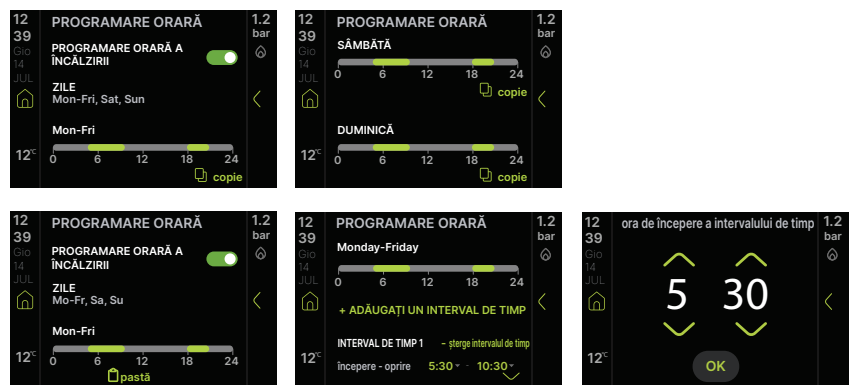 12
39
Gio
14
JUL
12°C
PROGRAMARE ORARĂ
PROGRAMARE ORARĂ A
ÎNCĂLZIRII
ZILE
Mon-Fri, Sat, Sun
Mon-Fri
0 6 12 18 24
copie
1.2
bar
12
39
Gio
14
JUL
12°C
PROGRAMARE ORARĂ
SÂMBĂTĂ
0 6 12 18 24
copie
DUMINICĂ
0 6 12 18 24
copie
1.2
bar
12
39
Gio
14
JUL
12°C
PROGRAMARE ORARĂ
PROGRAMARE ORARĂ A
ÎNCĂLZIRII
ZILE
Mo-Fr, Sa, Su
Mon-Fri
0 6 12 18 24
pastă
1.2
bar
12
39
Gio
14
JUL
12°C
PROGRAMARE ORARĂ
Monday-Friday
0 6 12 18 24
+ ADĂUGAȚI UN INTERVAL DE TIMP
INTERVAL DE TIMP 1 - șterge intervalul de timp
începere - oprire 5:30 - 10:30
1.2
bar
12
39
Gio
14
JUL
12°C
ora de începere a intervalului de timp
5 30
OK
1.2
bar